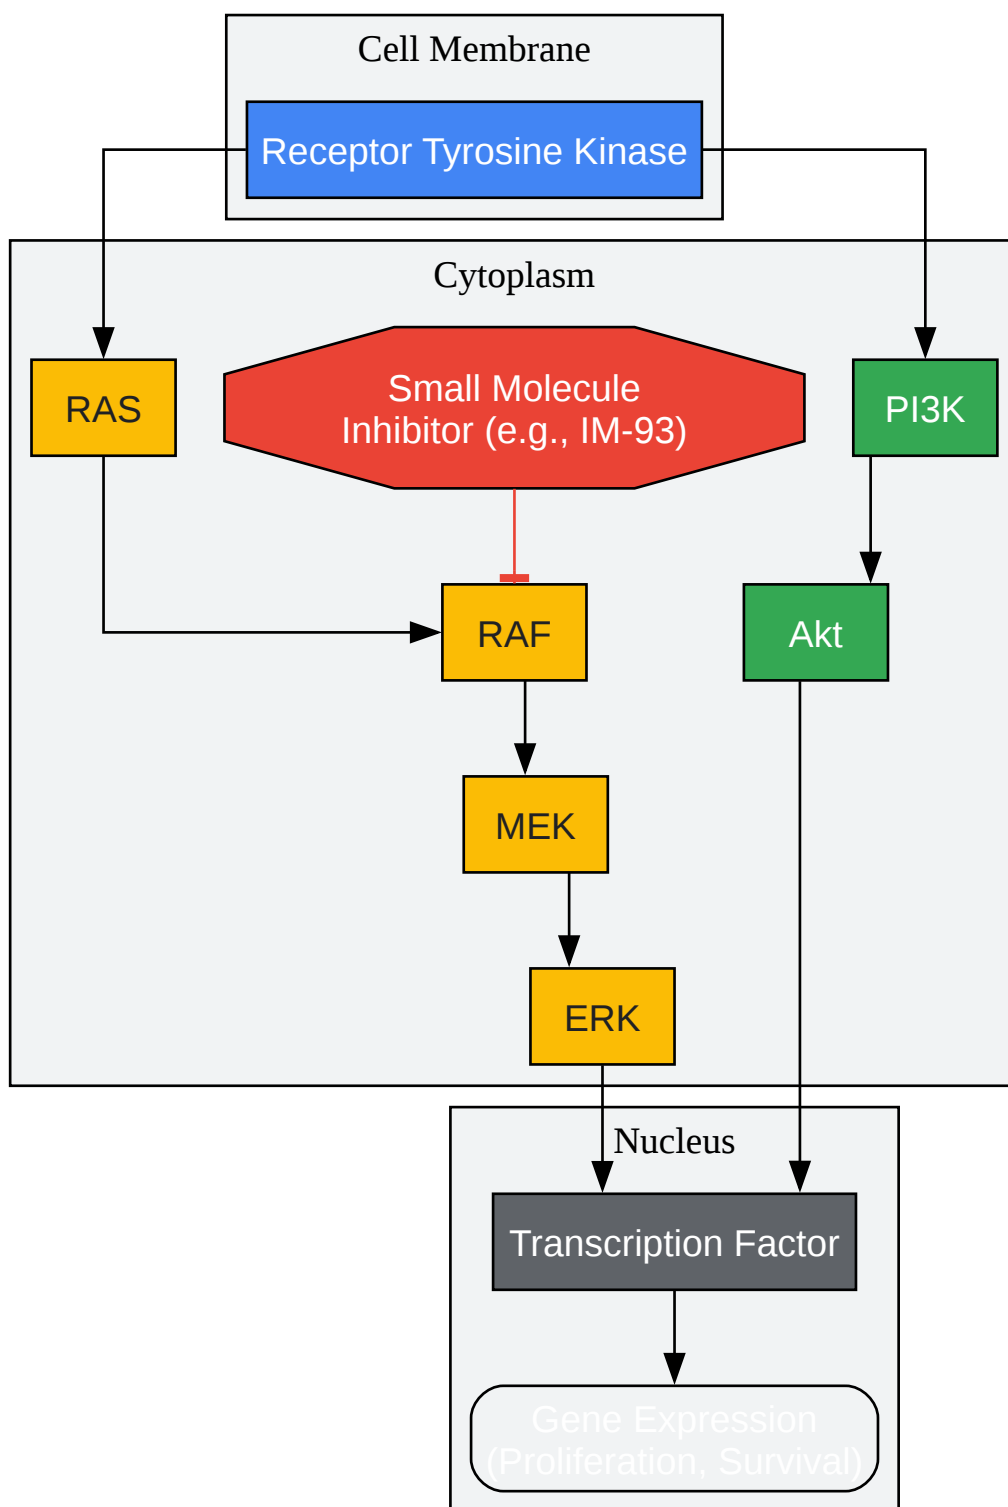 Cell Membrane
Receptor Tyrosine Kinase
Cytoplasm
RAS
Small Molecule
Inhibitor (e.g., IM-93)
PI3K
RAF
Akt
MEK
ERK
Nucleus
Transcription Factor
Gene Expression
(Proliferation, Survival)